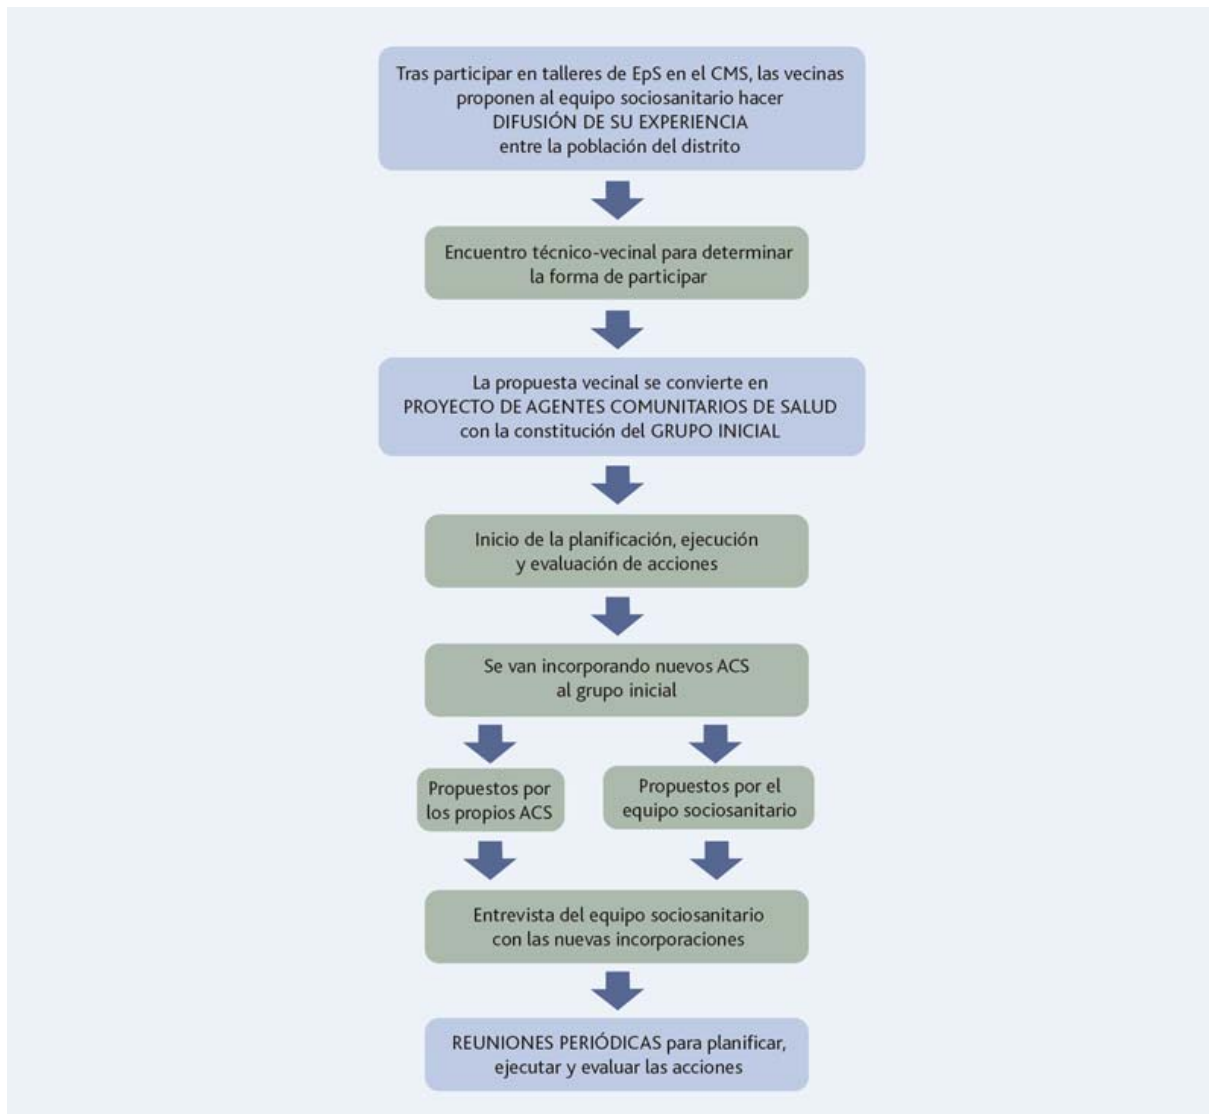 Tras participar en talleres de EpS en el CMS, las vecinas
proponen al equipo sociosanitario hacer
DIFUSIÓN DE SU EXPERIENCIA
entre la población del distrito
Encuentro técnico-vecinal para determinar
la forma de participar
La propuesta vecinal se convierte en
PROYECTO DE AGENTES COMUNITARIOS DE SALUD
con la constitución del GRUPO INICIAL
Inicio de la planificación, ejecución
y evaluación de acciones
Se van incorporando nuevos ACS
al grupo inicial
Propuestos por
los propios ACS
Propuestos por el
equipo sociosanitario
Entrevista del equipo sociosanitario
con las nuevas incorporaciones
REUNIONES PERIÓDICAS para planificar,
ejecutar y evaluar las acciones